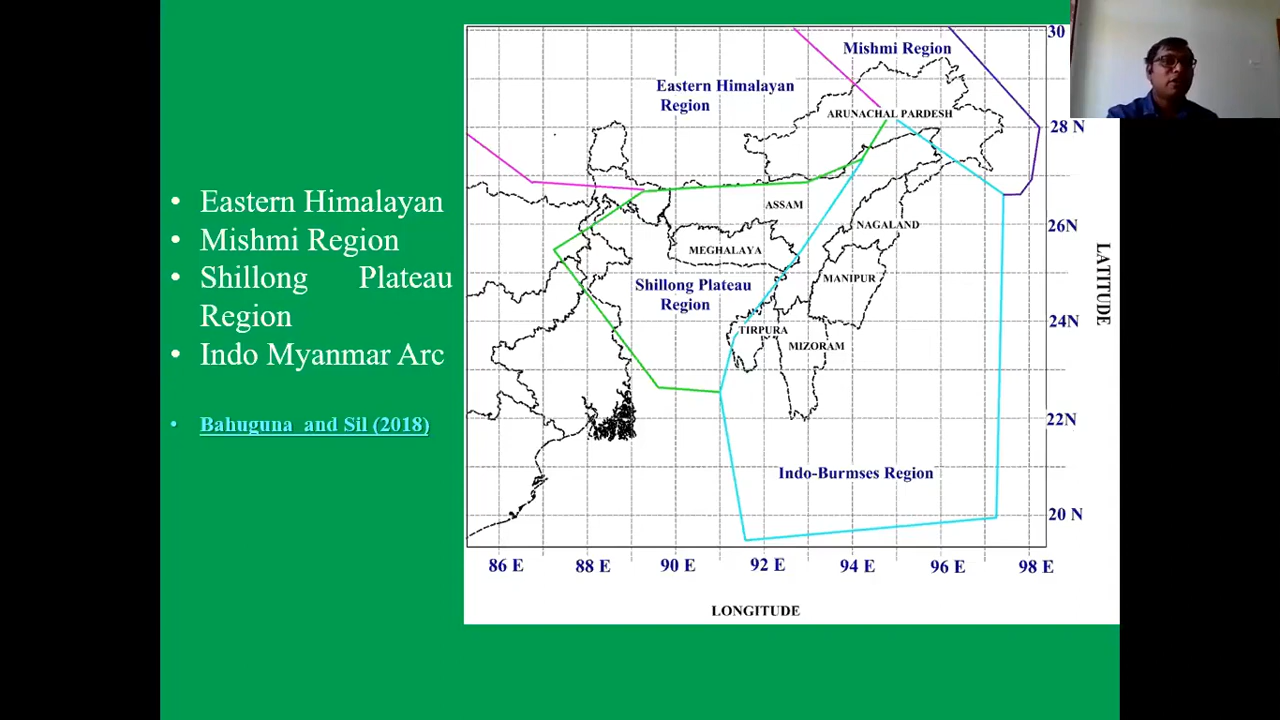 • Eastern Himalayan
• Mishmi Region
• Shillong Plateau
Region
• Indo Myanmar Arc
• Bahuguna and Sil (2018)
Mishmi Region
Eastern Himalayan
Region
ARUNACHAL PARDESH
ASSAM
NAGALAND
MEGHALAYA
MANIPUR
Shillong Plateau
Region
TIRPURA
MIZORAM
Indo-Burmses Region
30
28 N
26N
24N
22N
20 N
LATITUDE
86 E 88 E 90 E 92 E 94 E 96 E 98 E
LONGITUDE